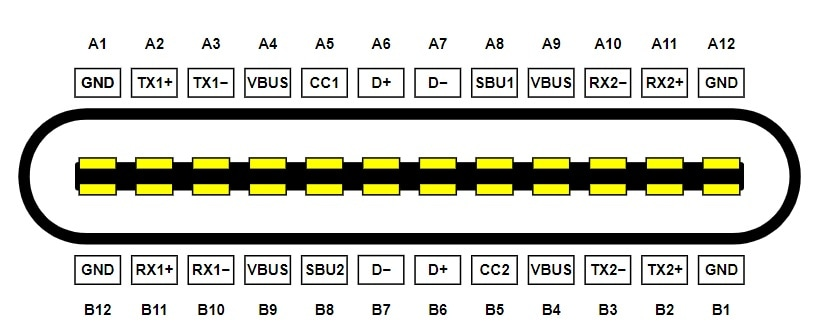 A1 A2 A3 A4 A5 A6 A7 A8 A9 A10 A11 A12
GND TX1+ TX1− VBUS CC1 D+ D− SBU1 VBUS RX2− RX2+ GND
GND RX1+ RX1− VBUS SBU2 D− D+ CC2 VBUS TX2− TX2+ GND
B12 B11 B10 B9 B8 B7 B6 B5 B4 B3 B2 B1